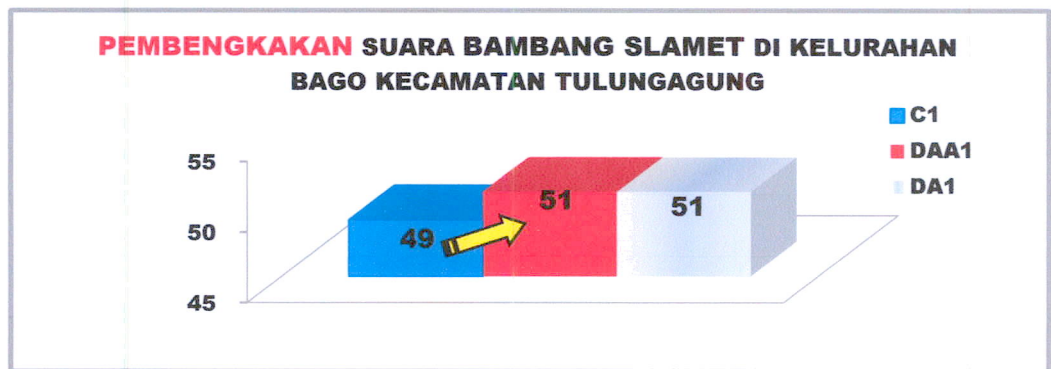 PEMBENGKAKAN SUARA BAMBANG SLAMET DI KELURAHAN
BAGO KECAMATAN TULUNGAGUNG
C1
DAA1
DA1
55
50
45
49
51
51